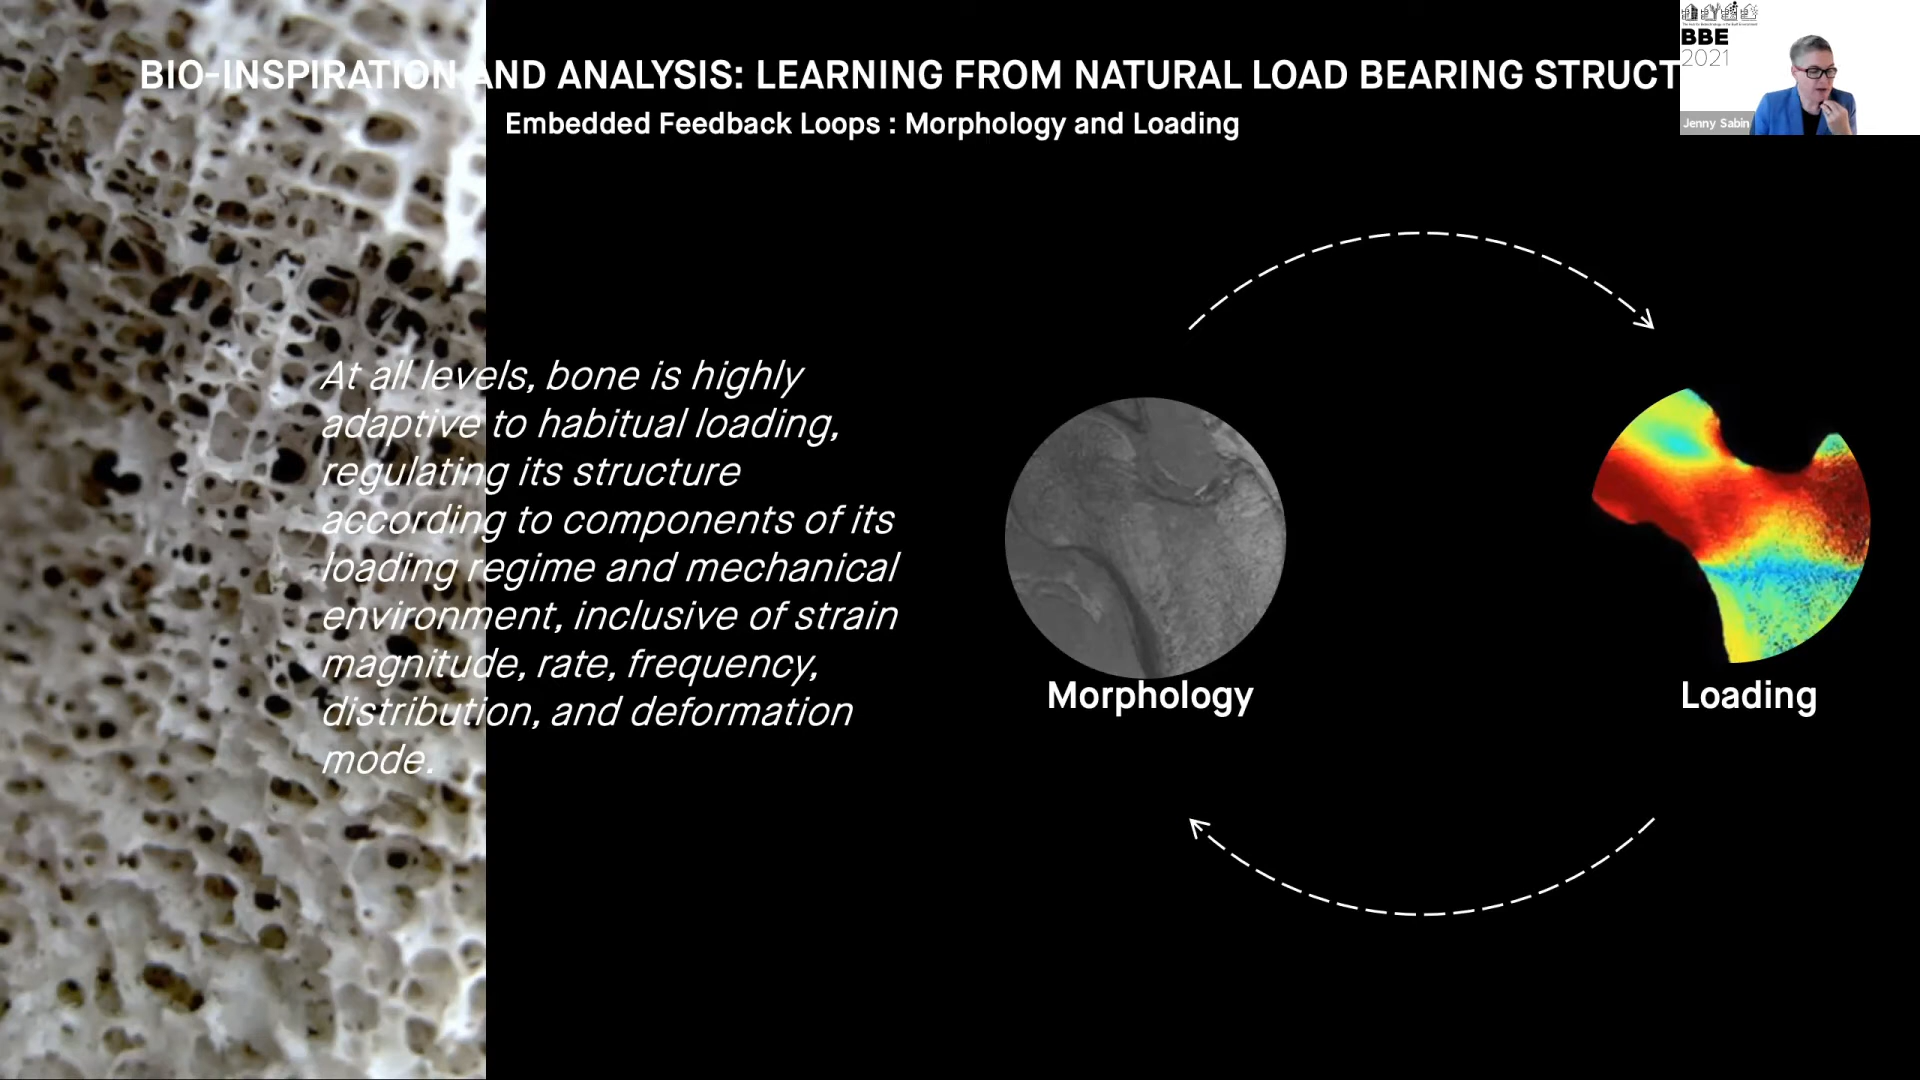 BIO-INSPIRATION AND ANALYSIS: LEARNING FROM NATURAL LOAD BEARING STRUCT
Embedded Feedback Loops : Morphology and Loading
BBE
2021
Jenny Sabin
At all levels, bone is highly
adaptive to habitual loading,
regulating its structure
according to components of its
loading regime and mechanical
environment, inclusive of strain
magnitude, rate, frequency,
distribution, and deformation
mode.
Morphology
Loading